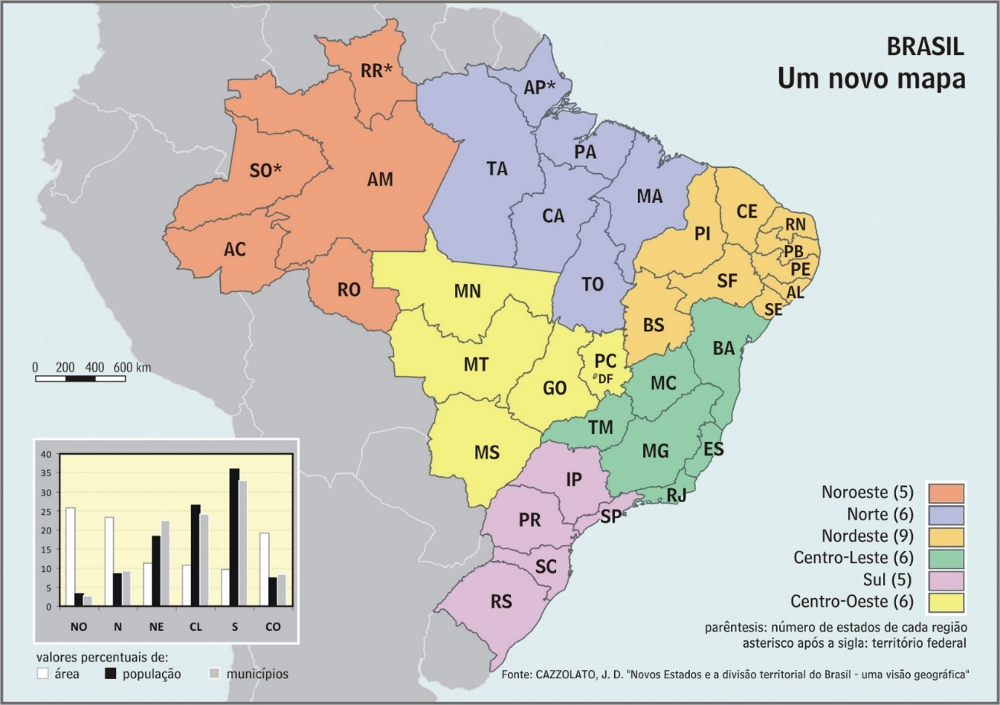 BRASIL
Um novo mapa
RR*
AP*
SO*
AM
TA
PA
MA
CA
CE
PI
RN
PB
PE
AL
SE
SF
AC
RO
MN
TO
BS
BA
MT
GO
PC
DF
MC
TM
MG
ES
MS
IP
RJ
SP
PR
SC
RS
0 200 400 600 km
40
35
30
25
20
15
10
5
0
NO N NE CL S CO
valores percentuais de:
área população municípios
Noroeste (5)
Norte (6)
Nordeste (9)
Centro-Leste (6)
Sul (5)
Centro-Oeste (6)
parêntesis: número de estados de cada região
asterisco após a sigla: território federal
Fonte: CAZZOLATO, J. D. "Novos Estados e a divisão territorial do Brasil - uma visão geográfica"